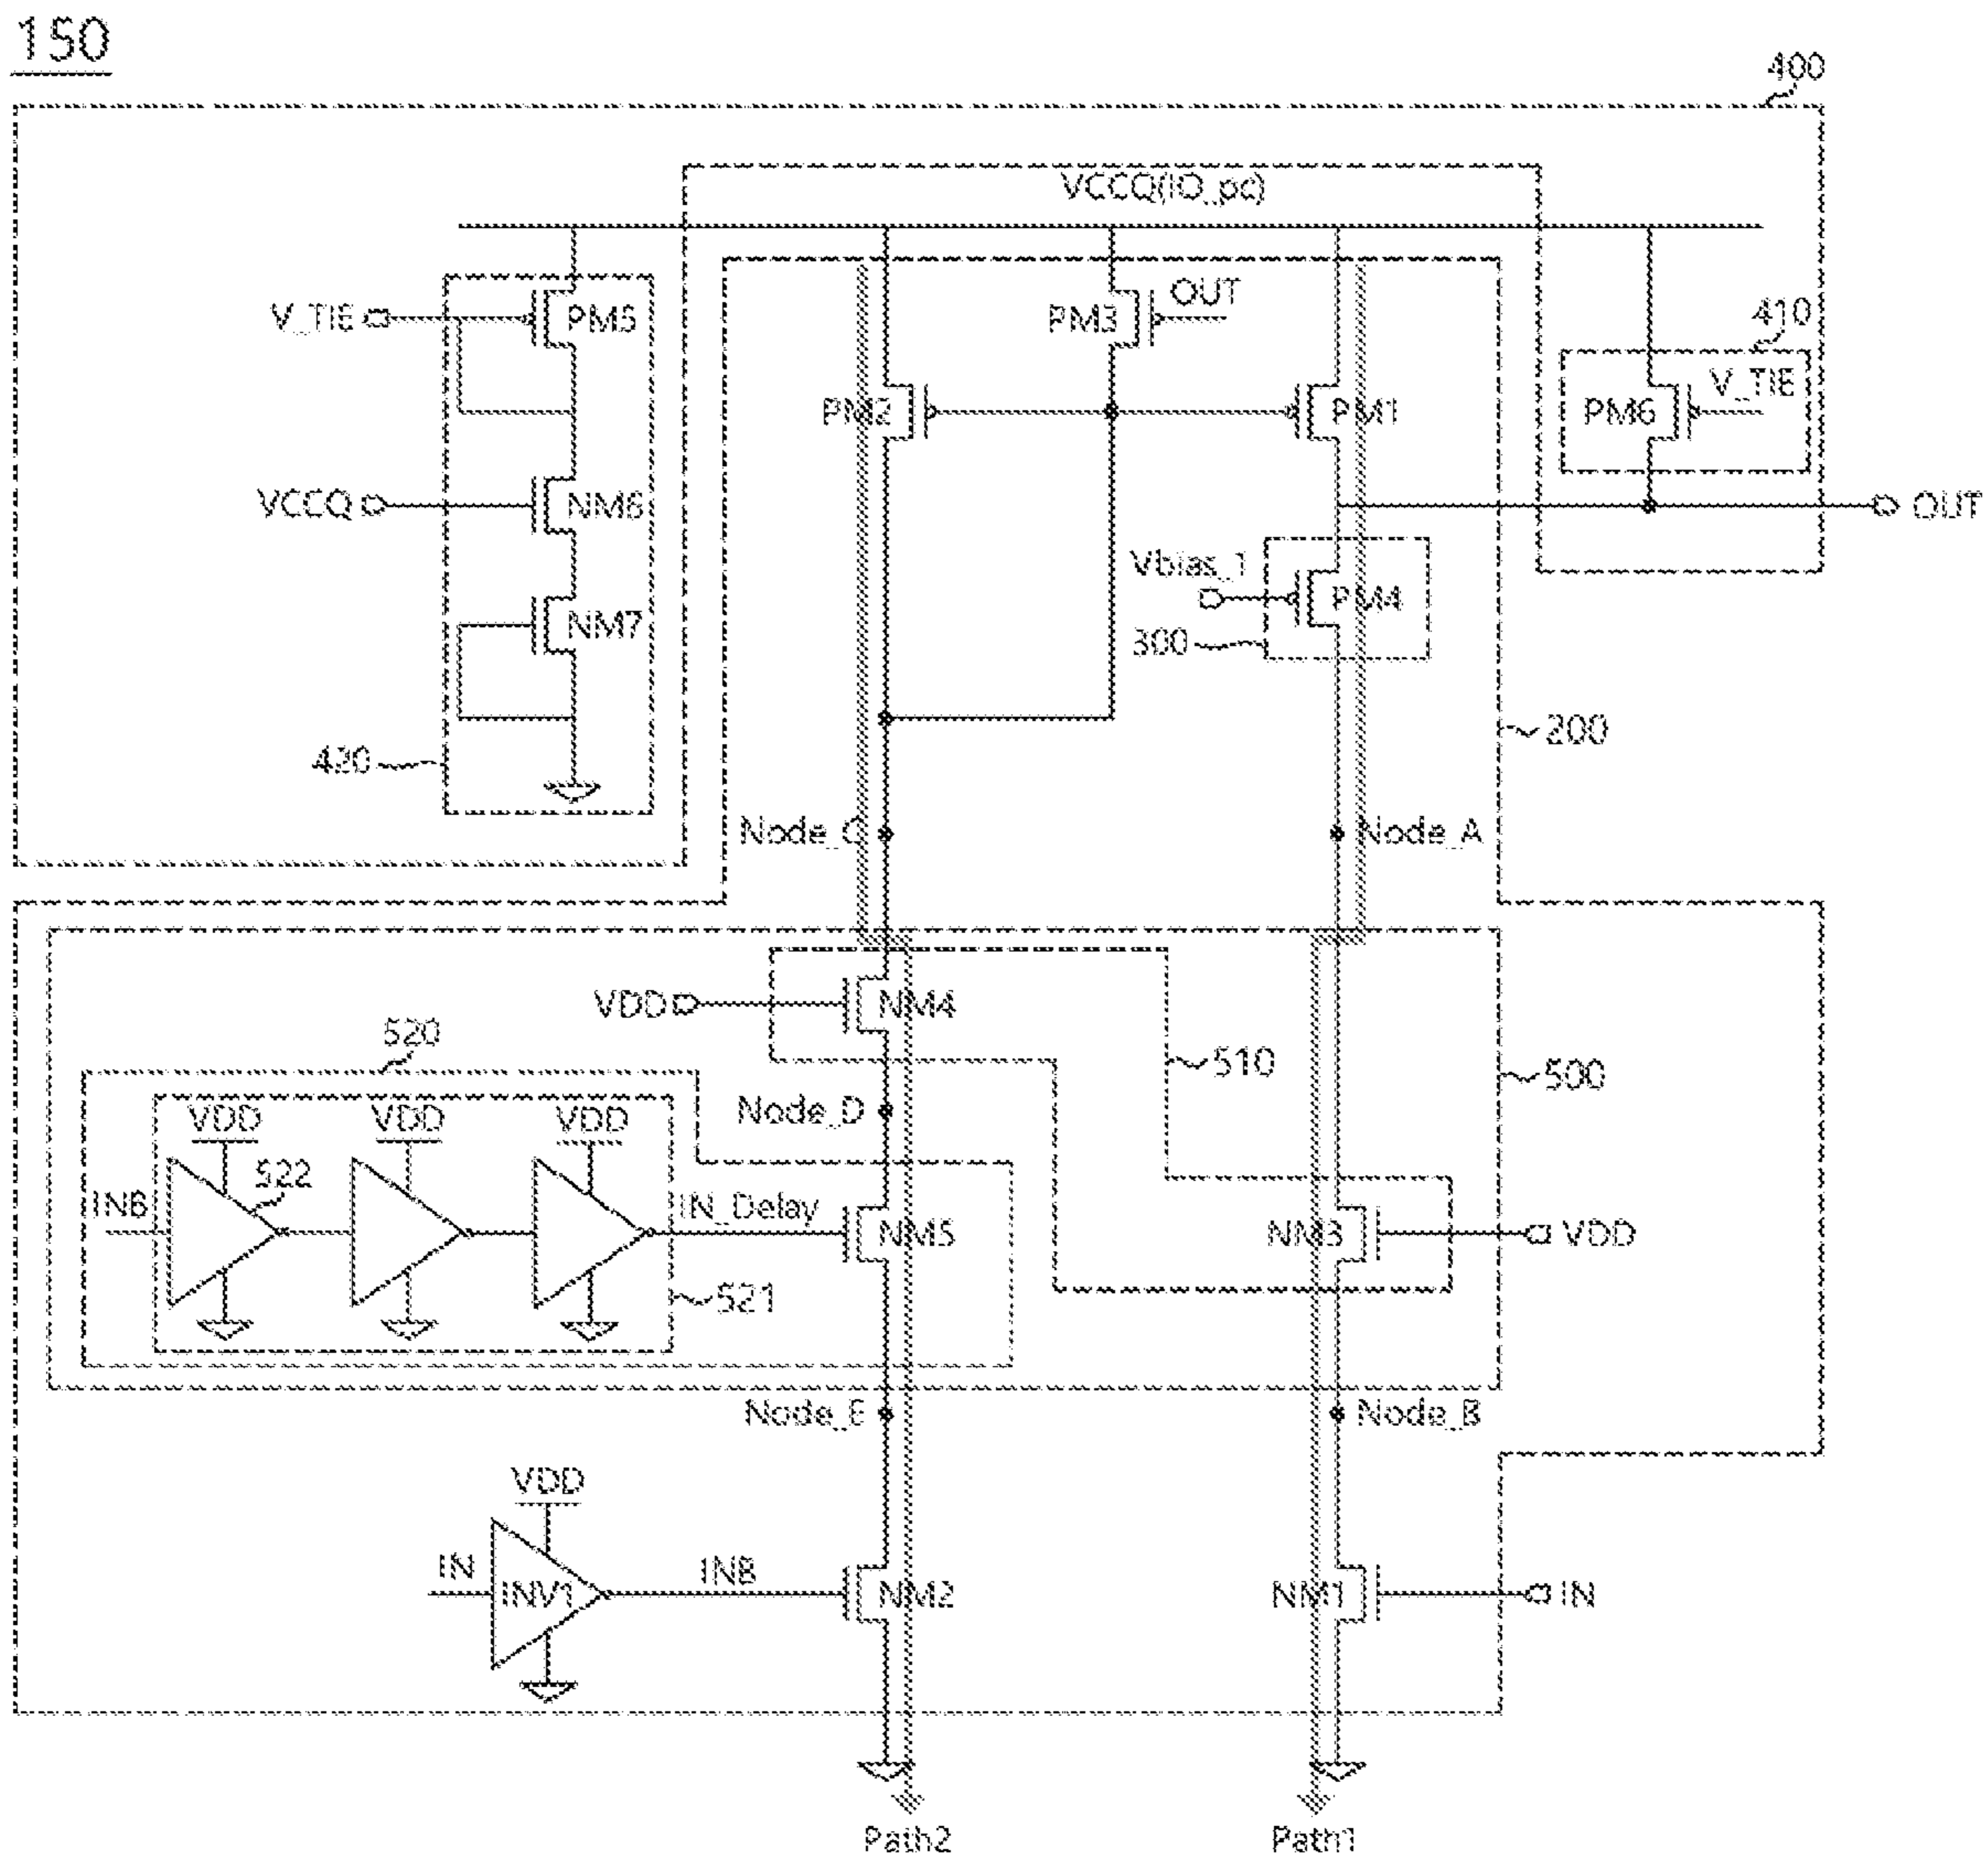 150
400
VCCQ(IO_pc)
V_TIE
PM5
PM3
OUT
410
V_TIE
PM2
PM1
PM6
VCCQ
NM6
OUT
Vbias_1
PM4
NM7
300
200
420
Node_C
Node_A
VDD
NM4
520
510
500
VDD
VDD
VDD
Node_D
522
INB
IN_Delay
NM5
NM3
VDD
521
Node_E
Node_B
VDD
IN
INV1
INB
NM2
NM1
IN
Path2
Path1